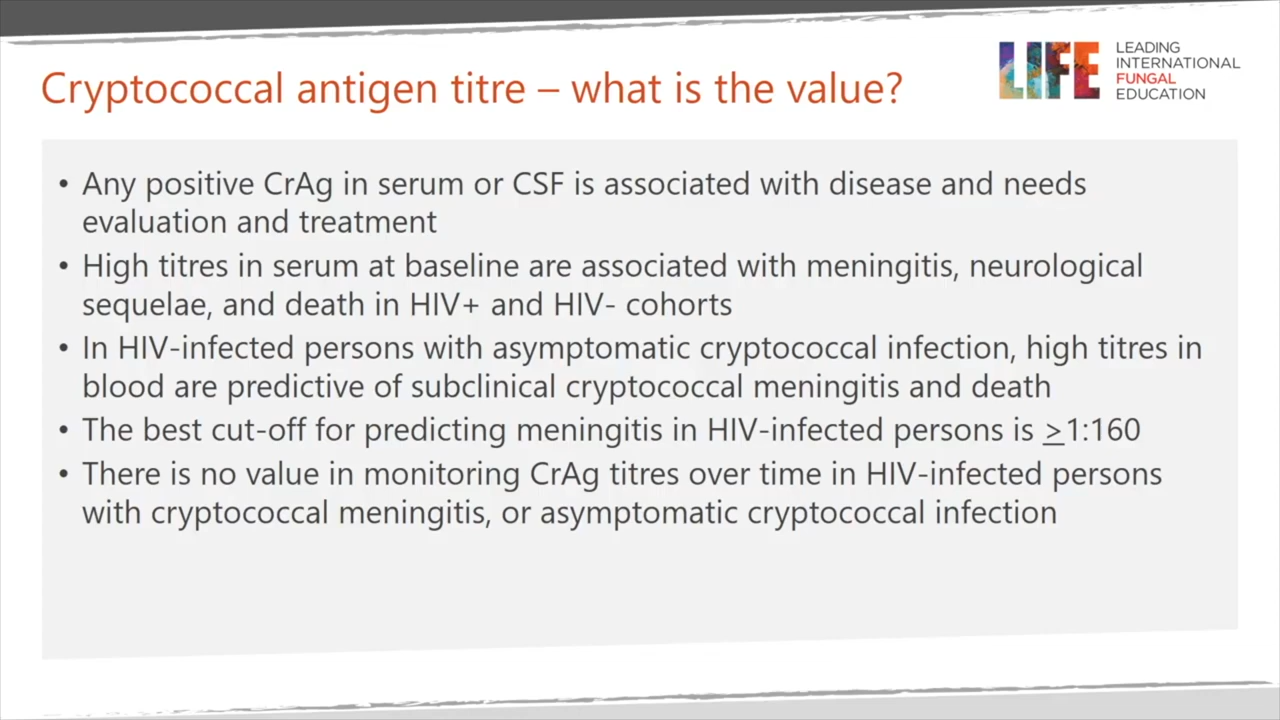 Cryptococcal antigen titre – what is the value?
LIFE
LEADING
INTERNATIONAL
FUNGAL
EDUCATION
• Any positive CrAg in serum or CSF is associated with disease and needs
evaluation and treatment
• High titres in serum at baseline are associated with meningitis, neurological
sequelae, and death in HIV+ and HIV- cohorts
• In HIV-infected persons with asymptomatic cryptococcal infection, high titres in
blood are predictive of subclinical cryptococcal meningitis and death
• The best cut-off for predicting meningitis in HIV-infected persons is ≥1:160
• There is no value in monitoring CrAg titres over time in HIV-infected persons
with cryptococcal meningitis, or asymptomatic cryptococcal infection